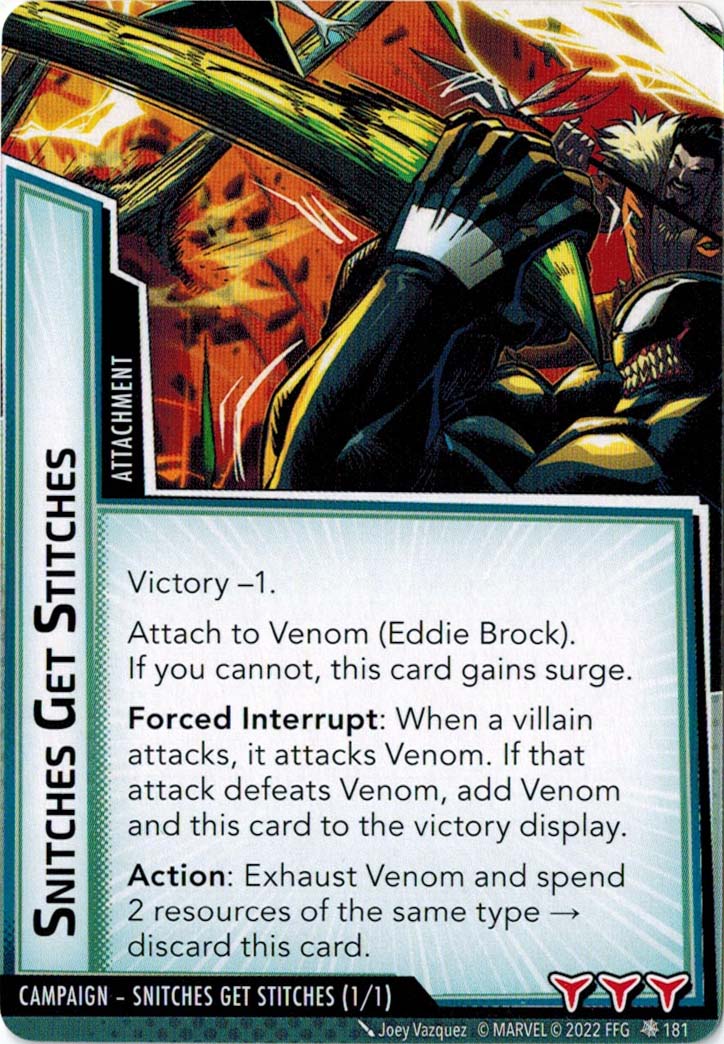 ATTACHMENT
SNITCHES GET STITCHES
Victory –1.
Attach to Venom (Eddie Brock).
If you cannot, this card gains surge.
Forced Interrupt: When a villain
attacks, it attacks Venom. If that
attack defeats Venom, add Venom
and this card to the victory display.
Action: Exhaust Venom and spend
2 resources of the same type →
discard this card.
CAMPAIGN – SNITCHES GET STITCHES (1/1)
Joey Vazquez © MARVEL © 2022 FFG 181